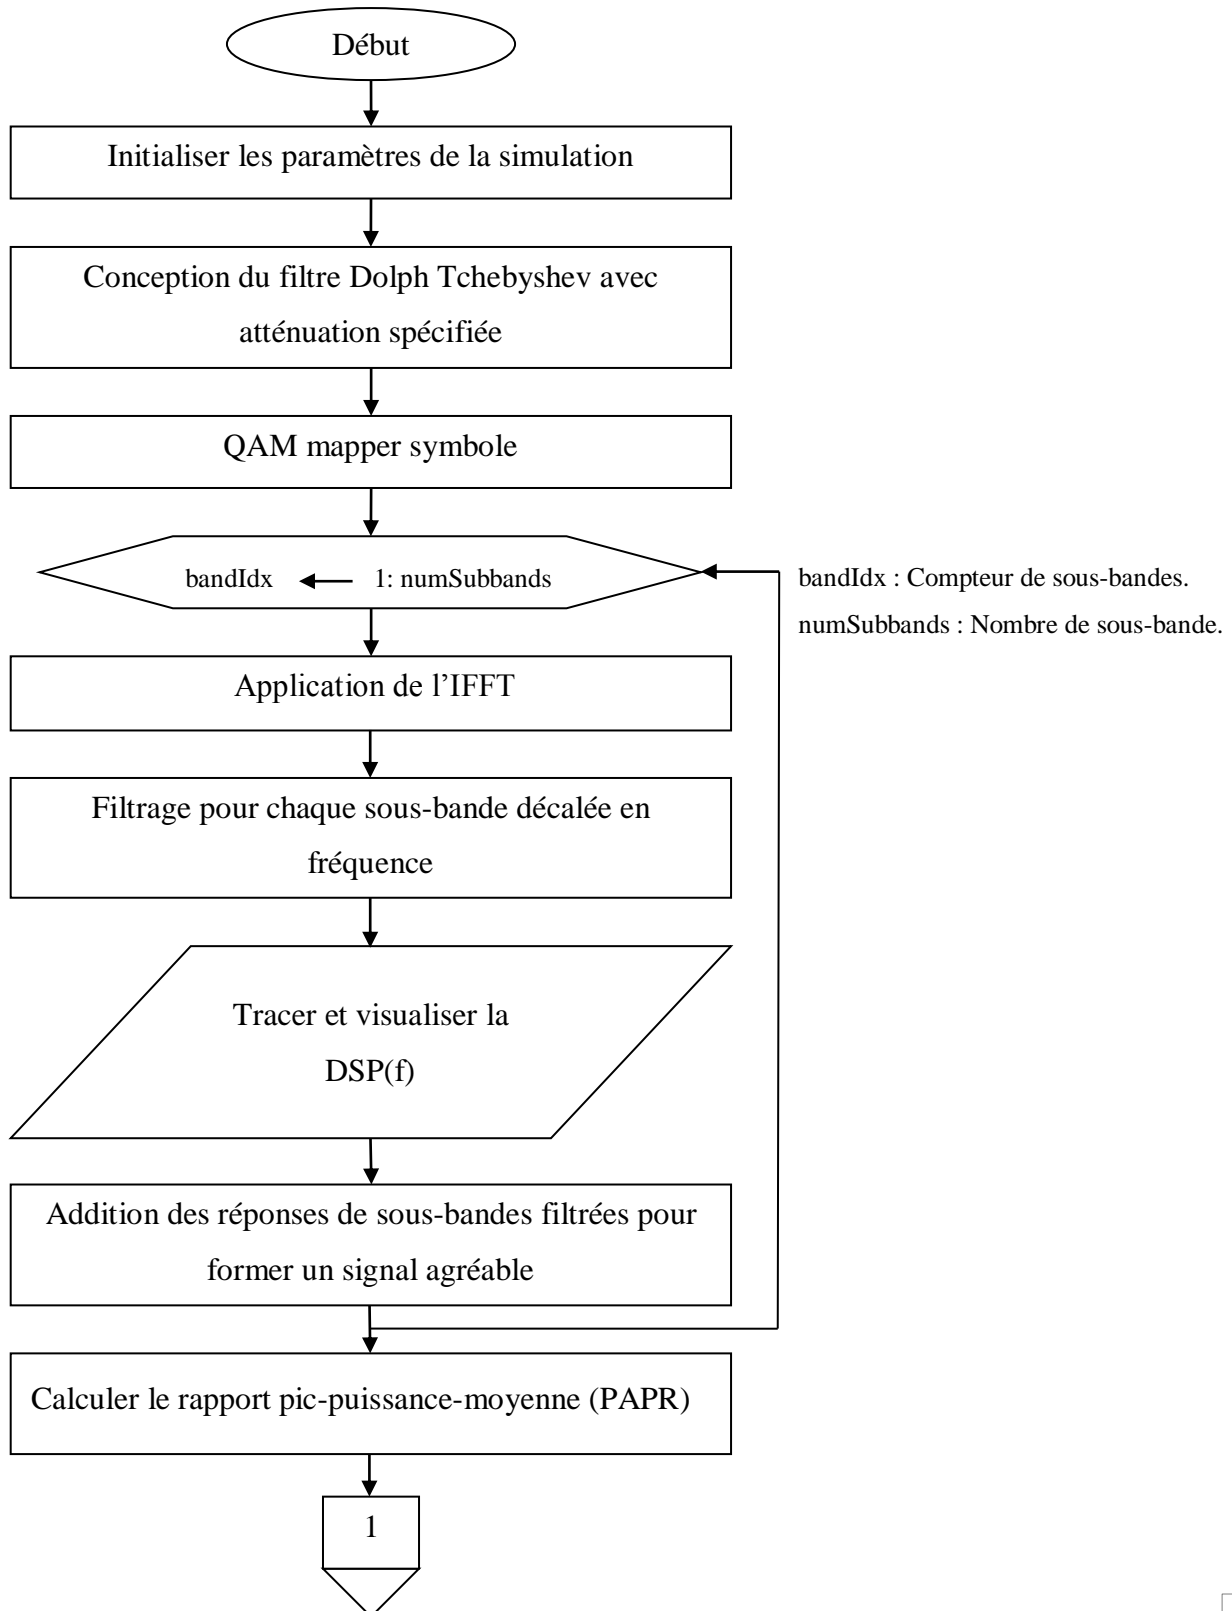 Début
Initialiser les paramètres de la simulation
Conception du filtre Dolph Tchebyshev avec
atténuation spécifiée
QAM mapper symbole
bandIdx 1: numSubbands
bandIdx : Compteur de sous-bandes.
numSubbands : Nombre de sous-bande.
Application de l’IFFT
Filtrage pour chaque sous-bande décalée en
fréquence
Tracer et visualiser la
DSP(f)
Addition des réponses de sous-bandes filtrées pour
former un signal agréable
Calculer le rapport pic-puissance-moyenne (PAPR)
1